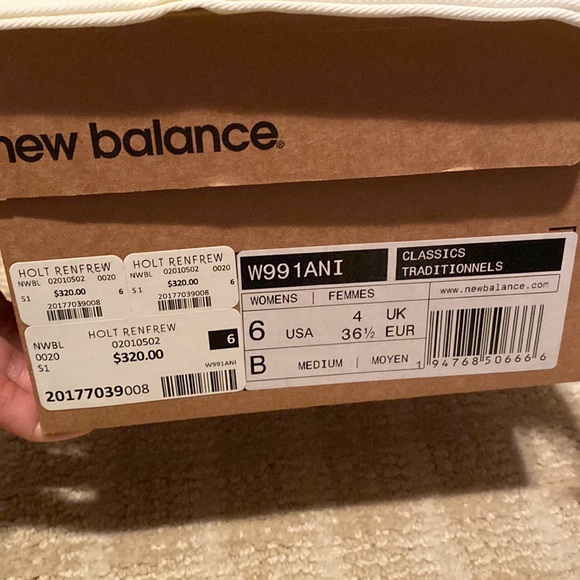 new balance®
HOLT RENFREW
NWBL 02010502 0020
S1 $320.00 6
20177039008
HOLT RENFREW
NWBL 02010502 0020
S1 $320.00 6
20177039008
HOLT RENFREW
NWBL 02010502 6
0020 $320.00
S1 W991ANI
20177039008
W991ANI
CLASSICS
TRADITIONNELS
WOMENS | FEMMES
6 USA 4 UK
36½ EUR
B MEDIUM | MOYEN
www.newbalance.com
1 94768 50666 6